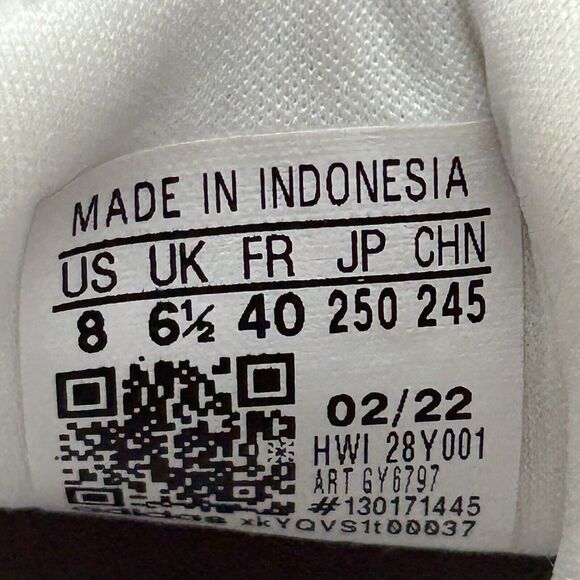 MADE IN INDONESIA
US UK FR JP CHN
8 6½ 40 250 245
02/22
HWI 28Y001
ART GY6797
#130171445
xkYQVS1t00037